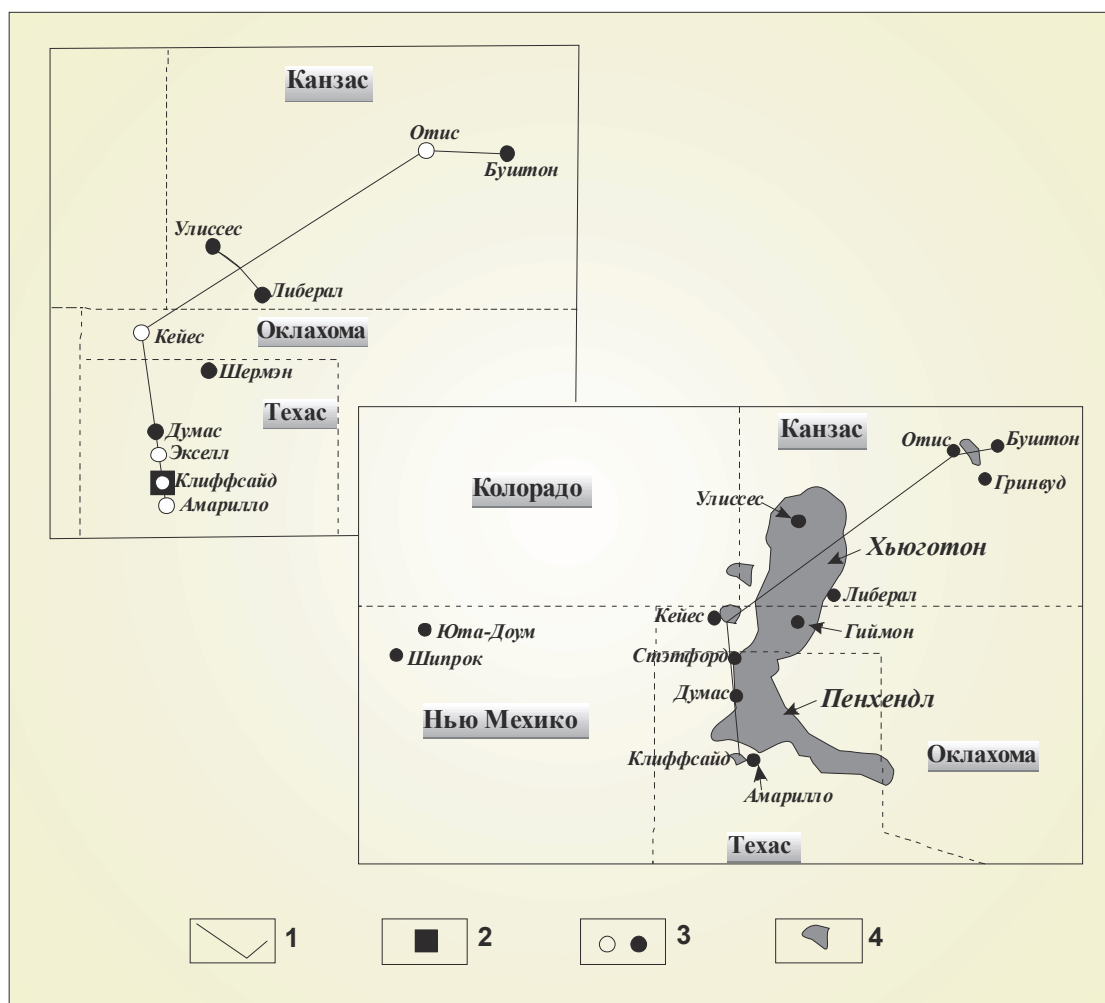 Канзас
Отис
Буштон
Улиссес
Либерал
Кейес
Оклахома
Шермэн
Техас
Думас
Экселл
Клиффсайд
Амарилло
Канзас
Отис
Буштон
Гринвуд
Колорадо
Улиссес
Хьюготон
Либерал
Кейес
Гиймон
Юта-Доум
Шипрок
Стэтфорд
Думас
Пенхендл
Нью Мехико
Клиффсайд
Оклахома
Амарилло
Техас
1
2
3
4